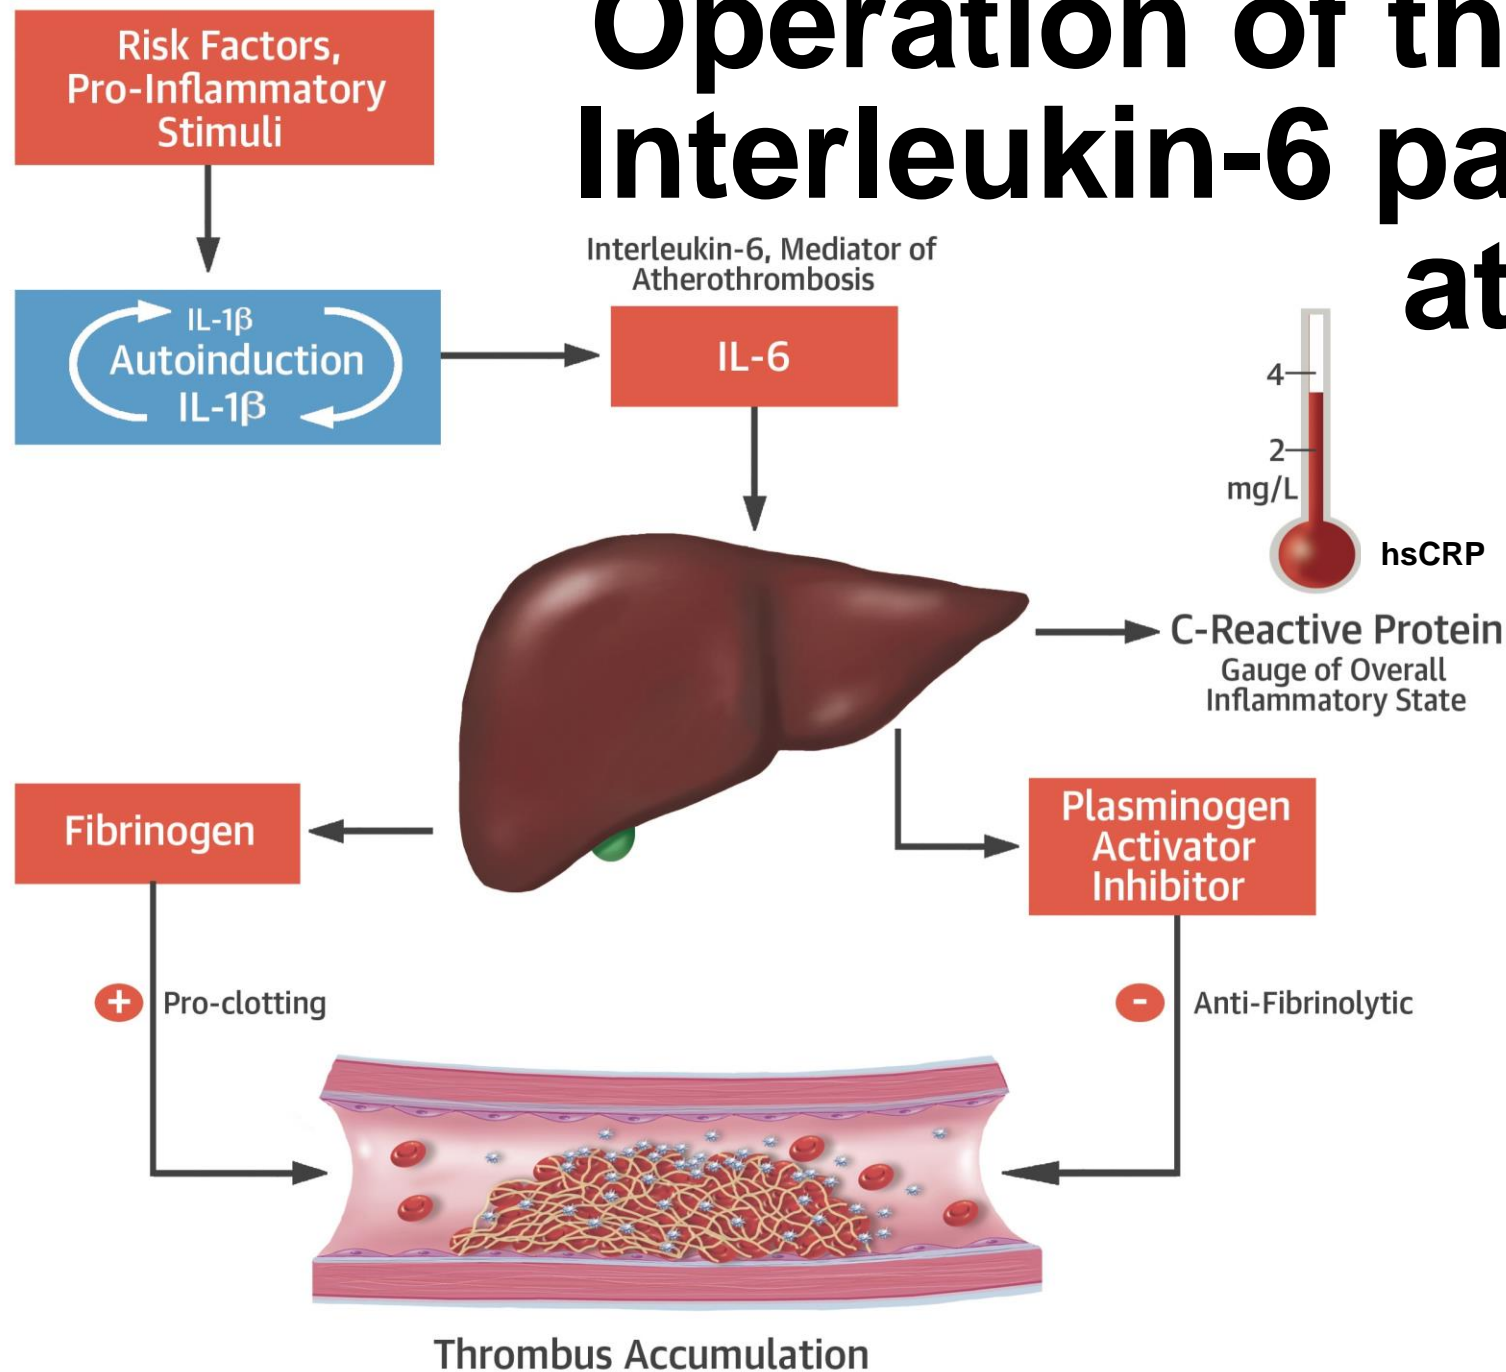 Operation of th
Interleukin-6 pa
at
Risk Factors,
Pro-Inflammatory
Stimuli
IL-1β
Autoinduction
IL-1β
Interleukin-6, Mediator of
Atherothrombosis
IL-6
4
2
mg/L
hsCRP
C-Reactive Protein
Gauge of Overall
Inflammatory State
Fibrinogen
Plasminogen
Activator
Inhibitor
+ Pro-clotting
- Anti-Fibrinolytic
Thrombus Accumulation